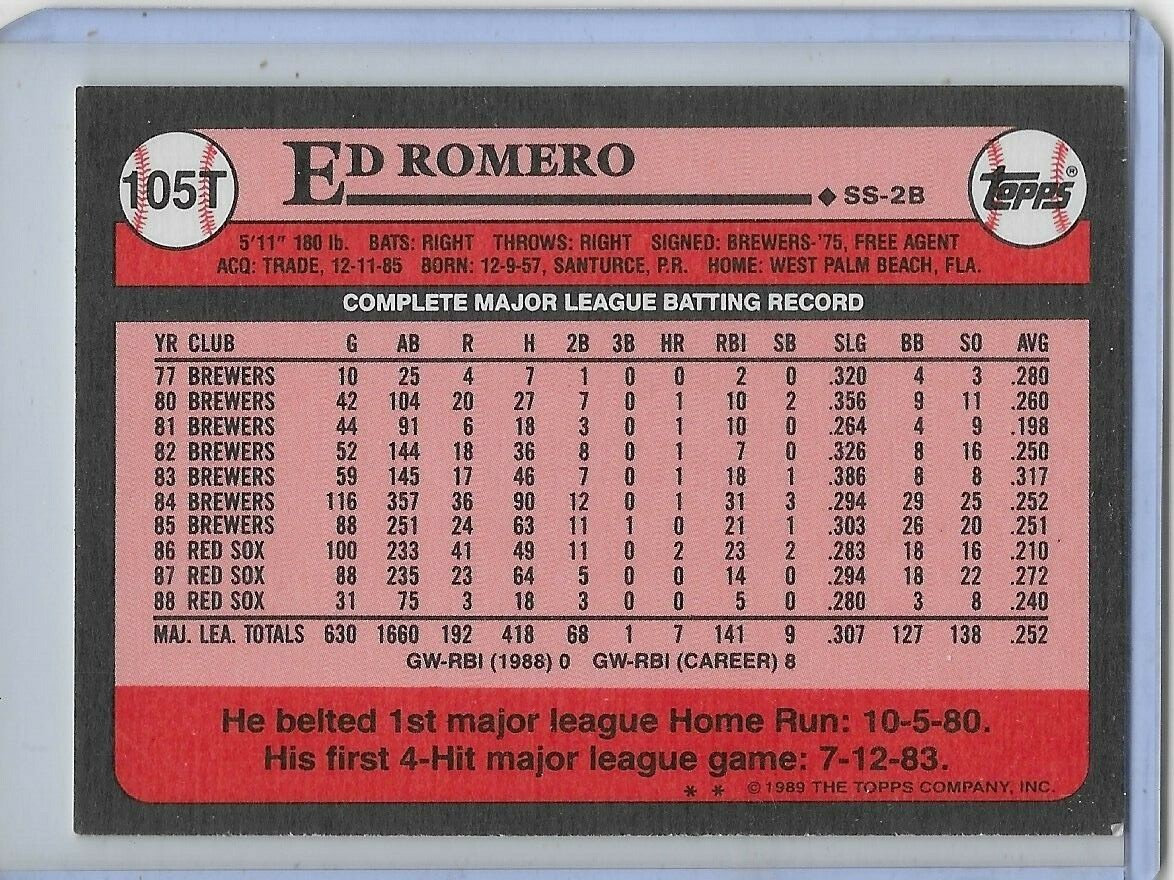 105T
ED ROMERO
◆ SS-2B
topps®
5'11" 180 lb. BATS: RIGHT THROWS: RIGHT SIGNED: BREWERS-'75, FREE AGENT
ACQ: TRADE, 12-11-85 BORN: 12-9-57, SANTURCE, P.R. HOME: WEST PALM BEACH, FLA.
COMPLETE MAJOR LEAGUE BATTING RECORD
YR CLUB G AB R H 2B 3B HR RBI SB SLG BB SO AVG
77 BREWERS 10 25 4 7 1 0 0 2 0 .320 4 3 .280
80 BREWERS 42 104 20 27 7 0 1 10 2 .356 9 11 .260
81 BREWERS 44 91 6 18 3 0 1 10 0 .264 4 9 .198
82 BREWERS 52 144 18 36 8 0 1 7 0 .326 8 16 .250
83 BREWERS 59 145 17 46 7 0 1 18 1 .386 8 8 .317
84 BREWERS 116 357 36 90 12 0 1 31 3 .294 29 25 .252
85 BREWERS 88 251 24 63 11 1 0 21 1 .303 26 20 .251
86 RED SOX 100 233 41 49 11 0 2 23 2 .283 18 16 .210
87 RED SOX 88 235 23 64 5 0 0 14 0 .294 18 22 .272
88 RED SOX 31 75 3 18 3 0 0 5 0 .280 3 8 .240
MAJ. LEA. TOTALS 630 1660 192 418 68 1 7 141 9 .307 127 138 .252
GW-RBI (1988) 0 GW-RBI (CAREER) 8
He belted 1st major league Home Run: 10-5-80.
His first 4-Hit major league game: 7-12-83.
* * © 1989 THE TOPPS COMPANY, INC.